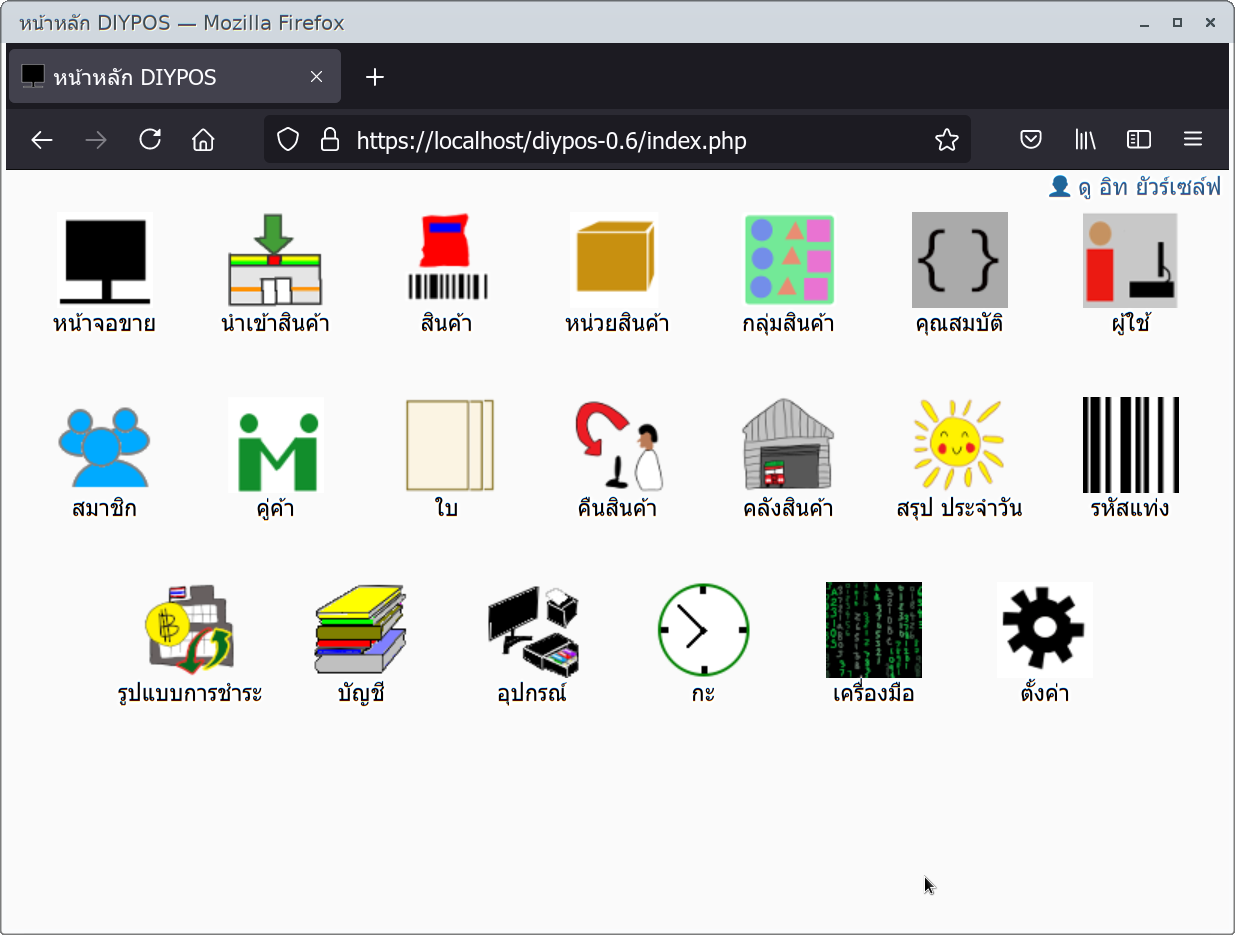 หน้าหลัก DIYPOS — Mozilla Firefox
หน้าหลัก DIYPOS
https://localhost/diypos-0.6/index.php
ดู อิท ยัวร์เซล์ฟ
หน้าจอขาย นำเข้าสินค้า สินค้า หน่วยสินค้า กลุ่มสินค้า คุณสมบัติ ผู้ใช้
สมาชิก คู่ค้า ใบ คืนสินค้า คลังสินค้า สรุป ประจำวัน รหัสแท่ง
รูปแบบการชำระ บัญชี อุปกรณ์ กะ เครื่องมือ ตั้งค่า